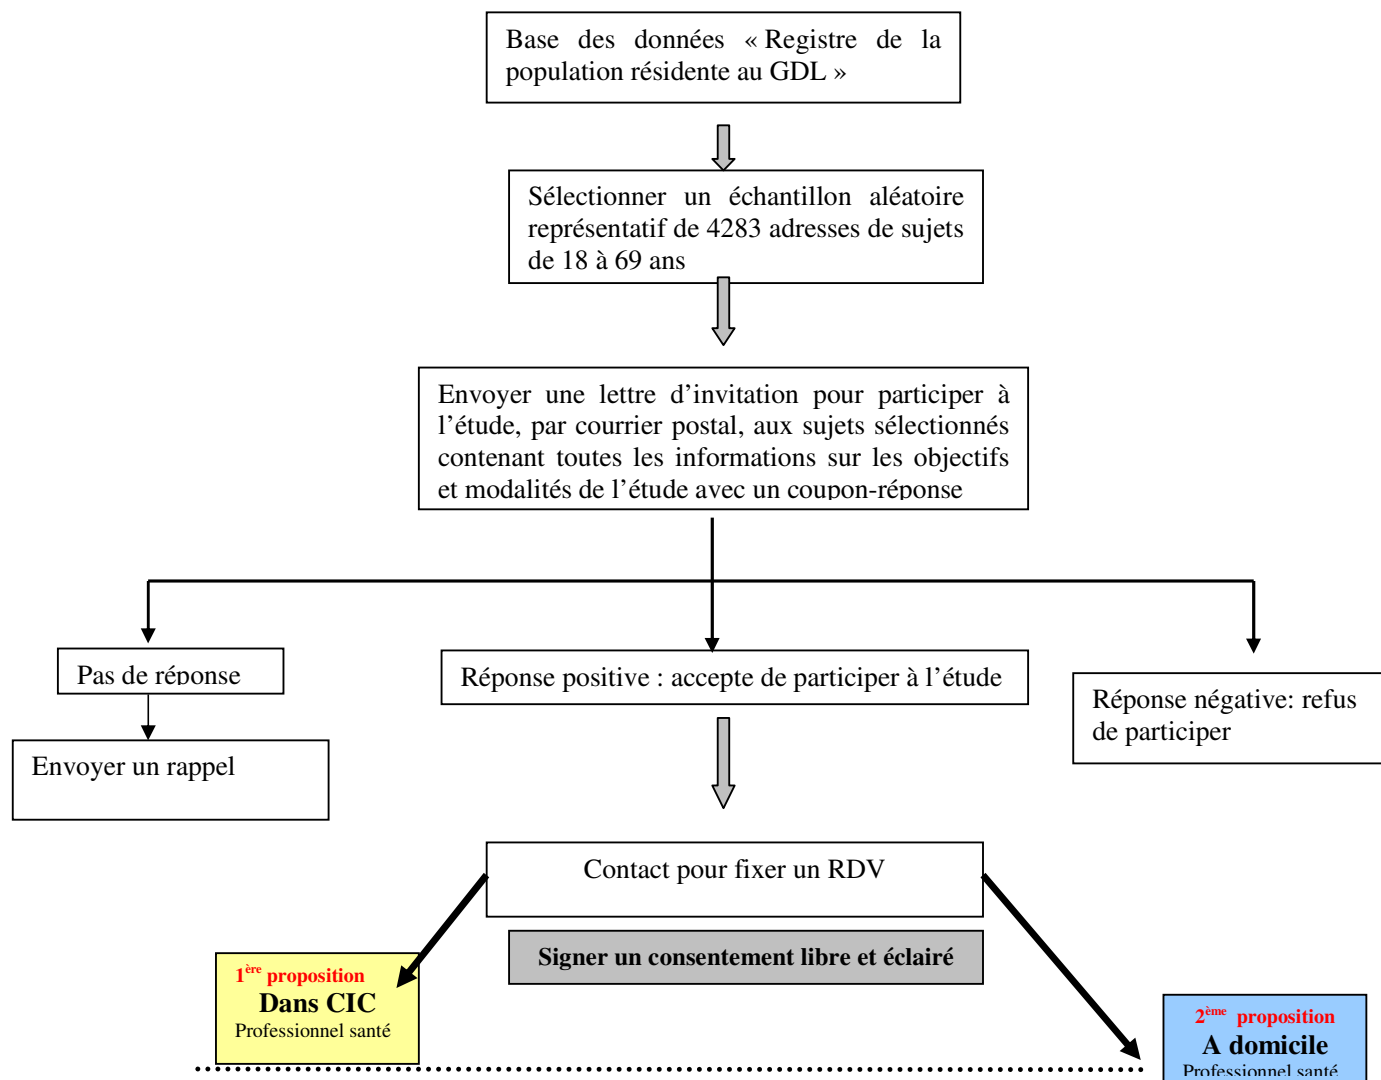 Base des données « Registre de la
population résidente au GDL »
Sélectionner un échantillon aléatoire
représentatif de 4283 adresses de sujets
de 18 à 69 ans
Envoyer une lettre d’invitation pour participer à
l’étude, par courrier postal, aux sujets sélectionnés
contenant toutes les informations sur les objectifs
et modalités de l’étude avec un coupon-réponse
Pas de réponse
Réponse positive : accepte de participer à l’étude
Réponse négative: refus
de participer
Envoyer un rappel
Contact pour fixer un RDV
Signer un consentement libre et éclairé
1ère proposition
Dans CIC
Professionnel santé
2ème proposition
A domicile
Professionnel santé